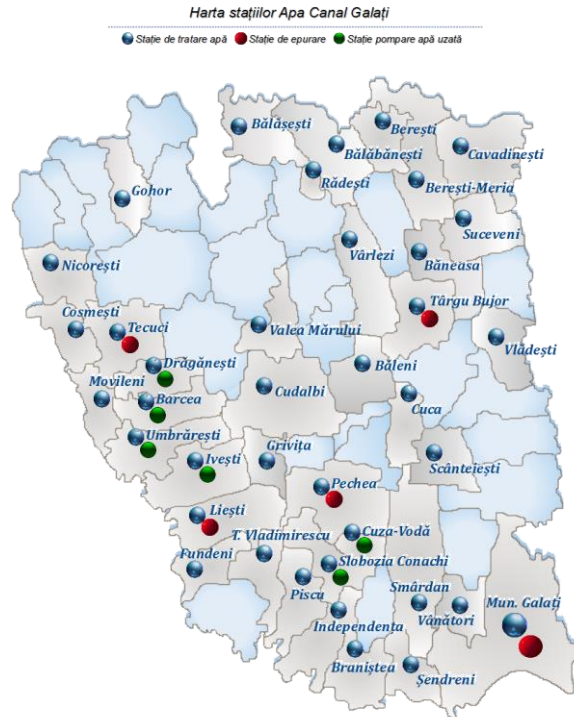 Harta stațiilor Apa Canal Galați
Stație de tratare apă Stație de epurare Stație pompare apă uzată
Bălășești
Berești
Bălăbănești
Cavadinești
Rădești
Berești-Meria
Gohor
Suceveni
Vârlezi
Băneasa
Nicorești
Târgu Bujor
Cosmești
Tecuci
Valea Mărului
Vlădești
Drăgănești
Băleni
Movileni
Barcea
Cudalbi
Cuca
Umbrărești
Ivești
Grivița
Scânteiești
Pechea
Liești
T. Vladimirescu
Cuza-Vodă
Fundeni
Slobozia Conachi
Piscu
Smârdan
Mun. Galați
Independenta
Vânători
Braniștea
Șendreni